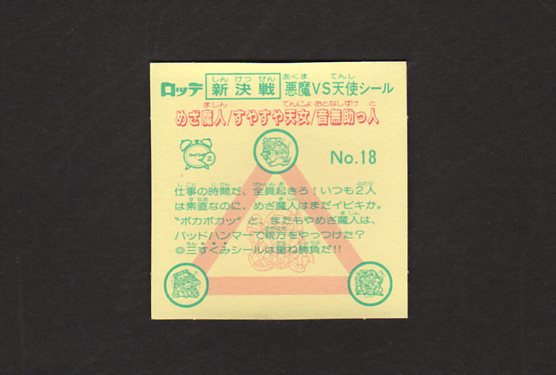 ロッテ 新決戦 悪魔VS天使シール
めざ魔人/すやすや天女/音無助っ人
No.18
仕事の時間だ、全員起きろ!いつも2人
は素直なのに、めざ魔人はまだイビキか。
“ポカポカッ”と、またもやめざ魔人は、
バッドハンマーで親方をやっつけた?
◎三すくみシールは重ね勝負だ!!